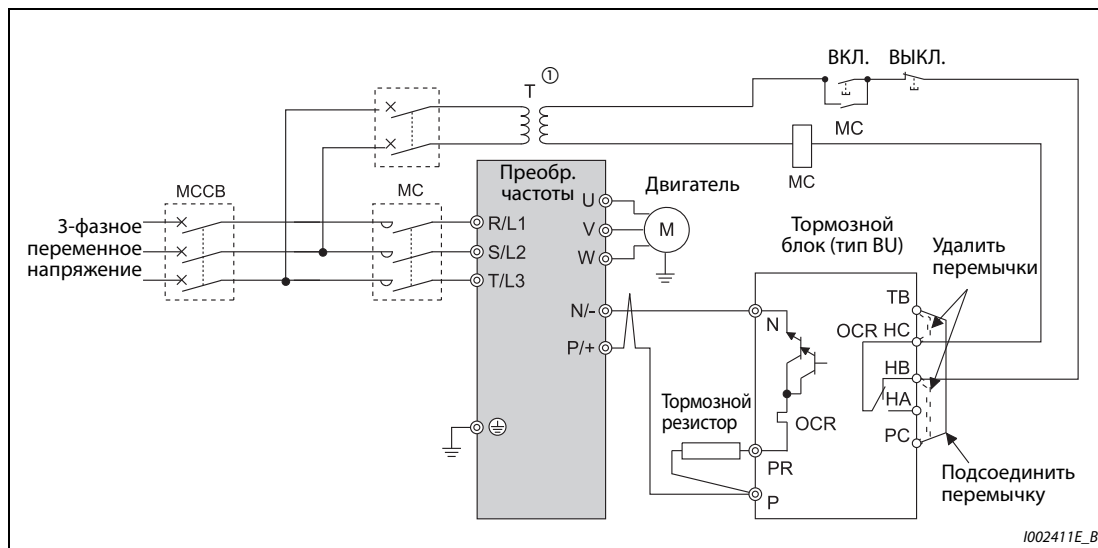 ВКЛ. ВЫКЛ.
T ①
MC
MC
MCCB
MC
3-фазное
переменное
напряжение
Преобр.
частоты
R/L1
S/L2
T/L3
U
V
W
N/-
P/+
Двигатель
M
Тормозной
блок (тип BU)
Удалить
перемычки
TB
OCR HC
HB
HA
PC
N
OCR
PR
P
Тормозной
резистор
Подсоединить
перемычку
I002411E_B